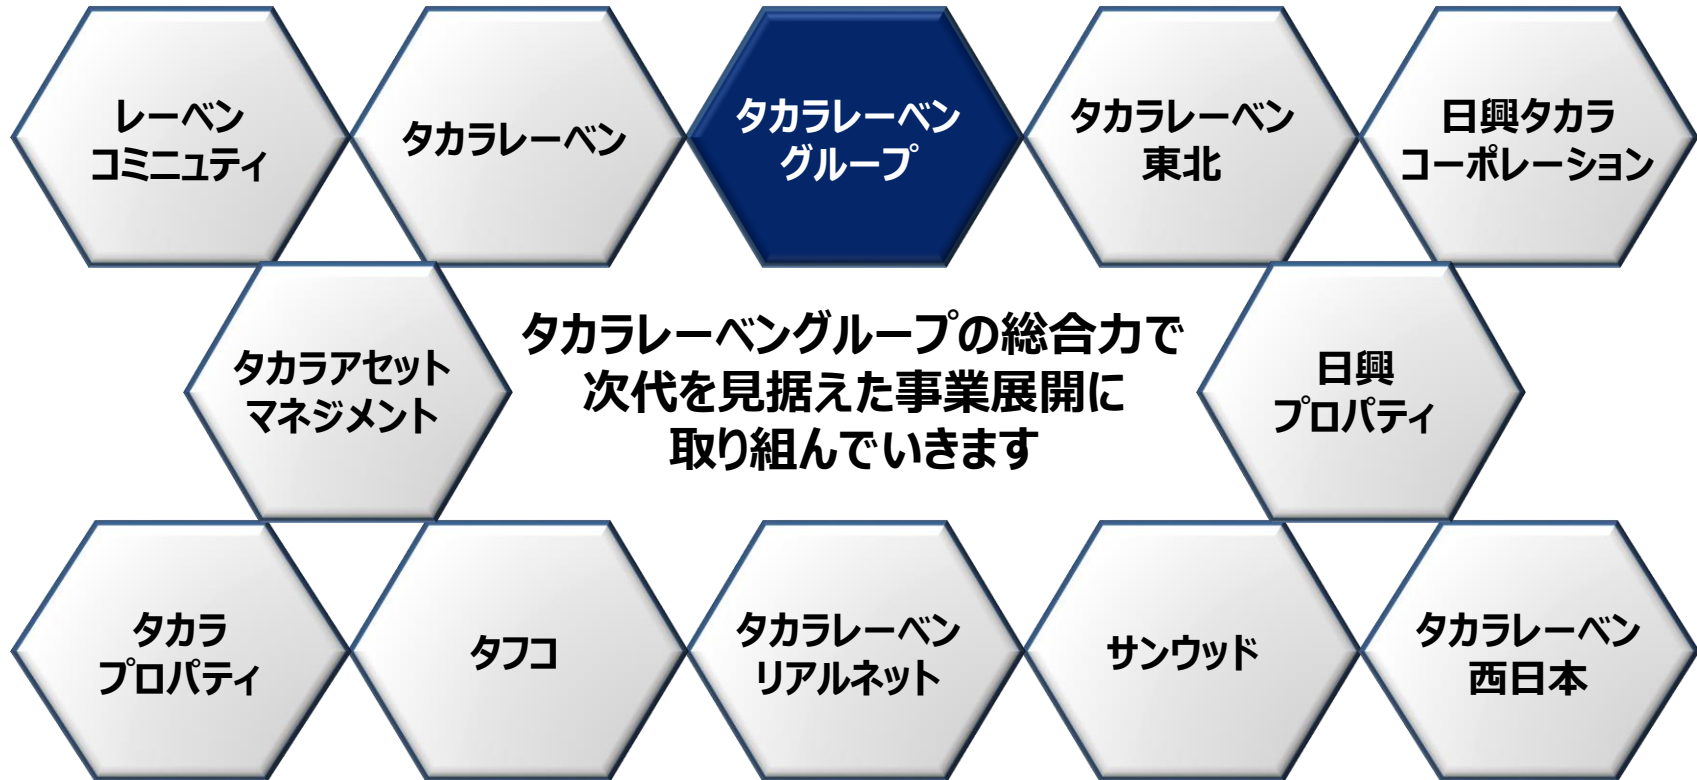 レーベン
コミニュティ
タカラレーベン
タカラレーベン
グループ
タカラレーベン
東北
日興タカラ
コーポレーション
タカラアセット
マネジメント
タカラレーベングループの総合力で
次代を見据えた事業展開に
取り組んでいきます
日興
プロパティ
タカラ
プロパティ
タフコ
タカラレーベン
リアルネット
サンウッド
タカラレーベン
西日本